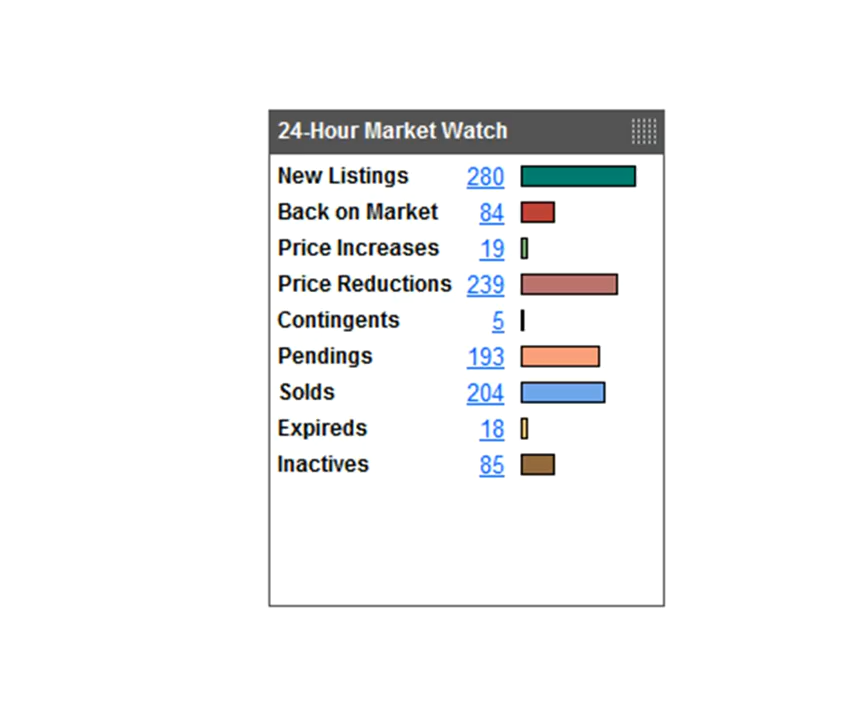 24-Hour Market Watch
New Listings 280
Back on Market 84
Price Increases 19
Price Reductions 239
Contingents 5
Pendings 193
Solds 204
Expireds 18
Inactives 85